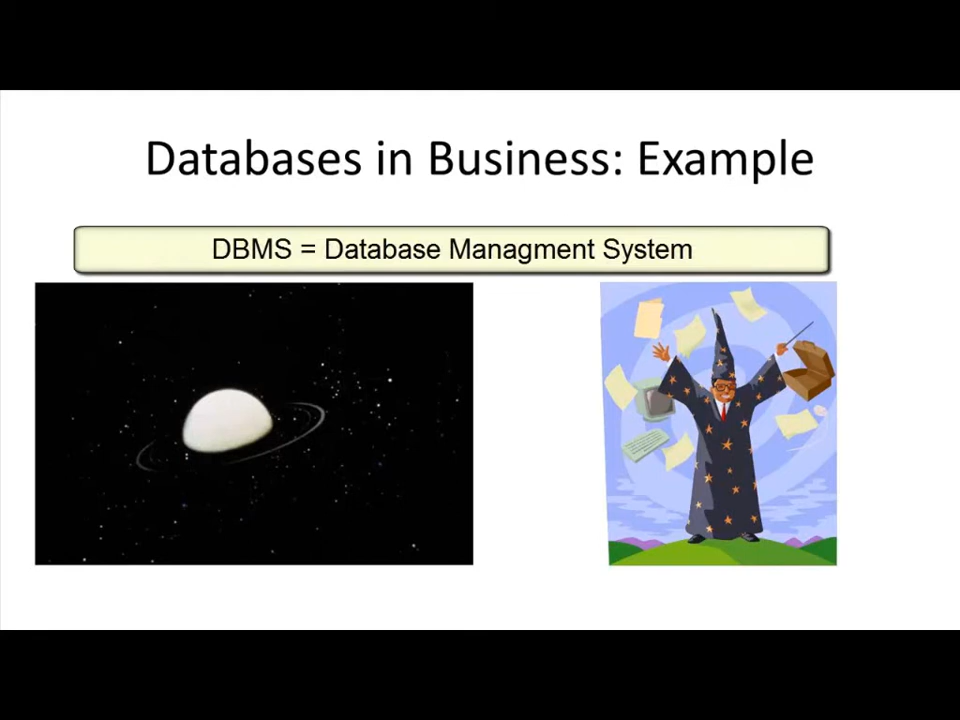 Databases in Business: Example
DBMS = Database Managment System